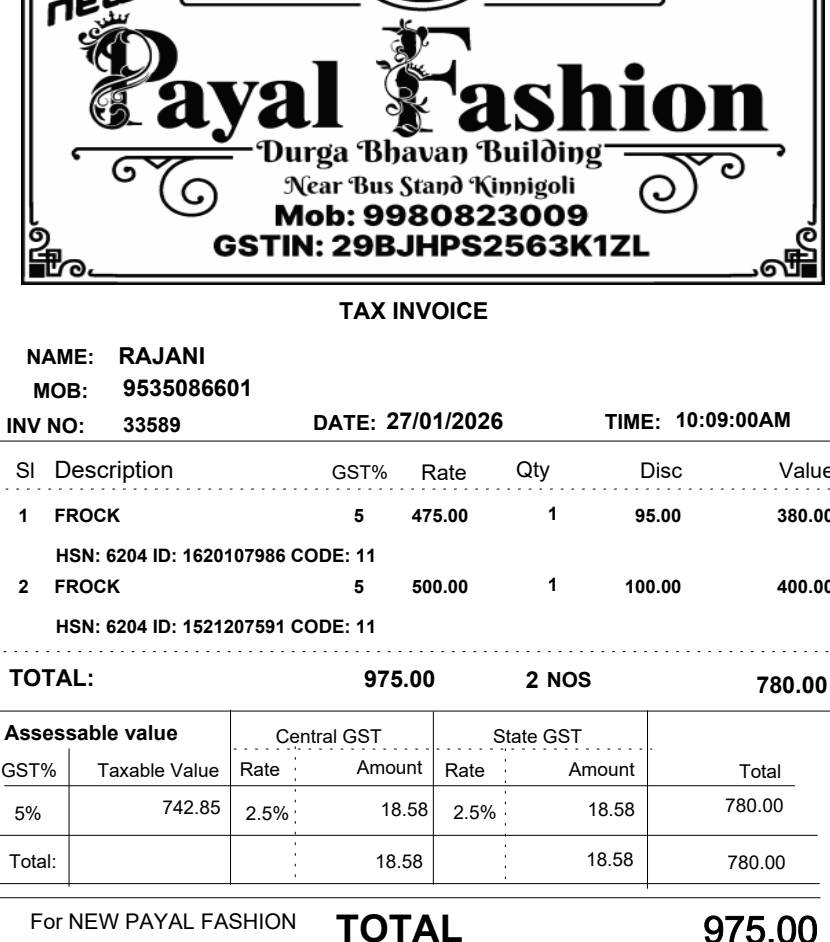 new
Payal Fashion
Durga Bhavan Building
Near Bus Stand Kinnigoli
Mob: 9980823009
GSTIN: 29BJHPS2563K1ZL
TAX INVOICE
NAME: RAJANI
MOB: 9535086601
INV NO: 33589 DATE: 27/01/2026 TIME: 10:09:00AM
Sl Description GST% Rate Qty Disc Value
1 FROCK 5 475.00 1 95.00 380.00
HSN: 6204 ID: 1620107986 CODE: 11
2 FROCK 5 500.00 1 100.00 400.00
HSN: 6204 ID: 1521207591 CODE: 11
TOTAL: 975.00 2 NOS 780.00
Assessable value Central GST State GST
GST% Taxable Value Rate Amount Rate Amount Total
5% 742.85 2.5% 18.58 2.5% 18.58 780.00
Total: 18.58 18.58 780.00
For NEW PAYAL FASHION TOTAL 975.00